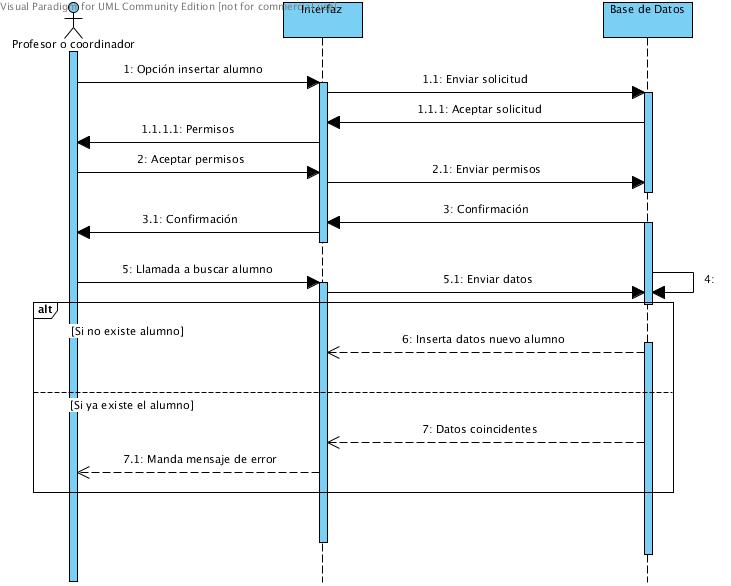 Visual Paradigm for UML Community Edition [not for commercial use]
Interfaz
Base de Datos
Profesor o coordinador
1: Opción insertar alumno
1.1: Enviar solicitud
1.1.1: Aceptar solicitud
1.1.1.1: Permisos
2: Aceptar permisos
2.1: Enviar permisos
3: Confirmación
3.1: Confirmación
4:
5: Llamada a buscar alumno
5.1: Enviar datos
alt
[Si no existe alumno]
6: Inserta datos nuevo alumno
[Si ya existe el alumno]
7: Datos coincidentes
7.1: Manda mensaje de error